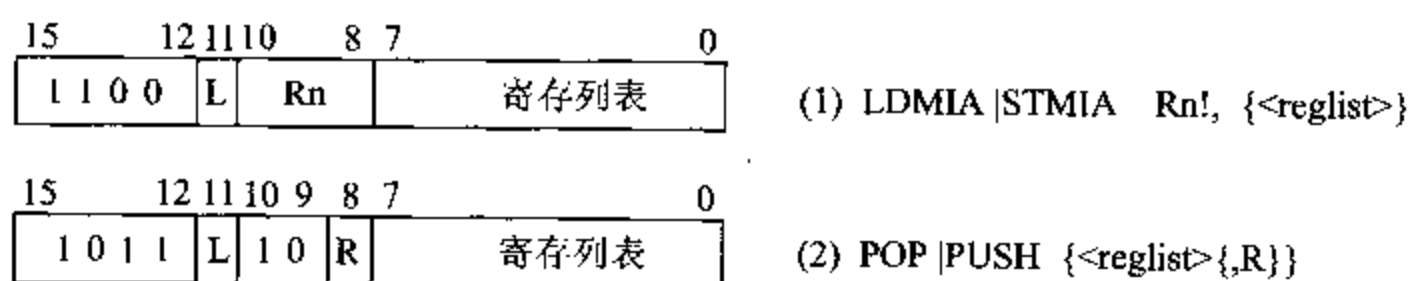 15 12 11 10 8 7 0
1 1 0 0 L Rn 寄存列表 (1) LDMIA |STMIA Rn!, {<reglist>}
15 12 11 10 9 8 7 0
1 0 1 1 L 1 0 R 寄存列表 (2) POP |PUSH {<reglist>{,R}}